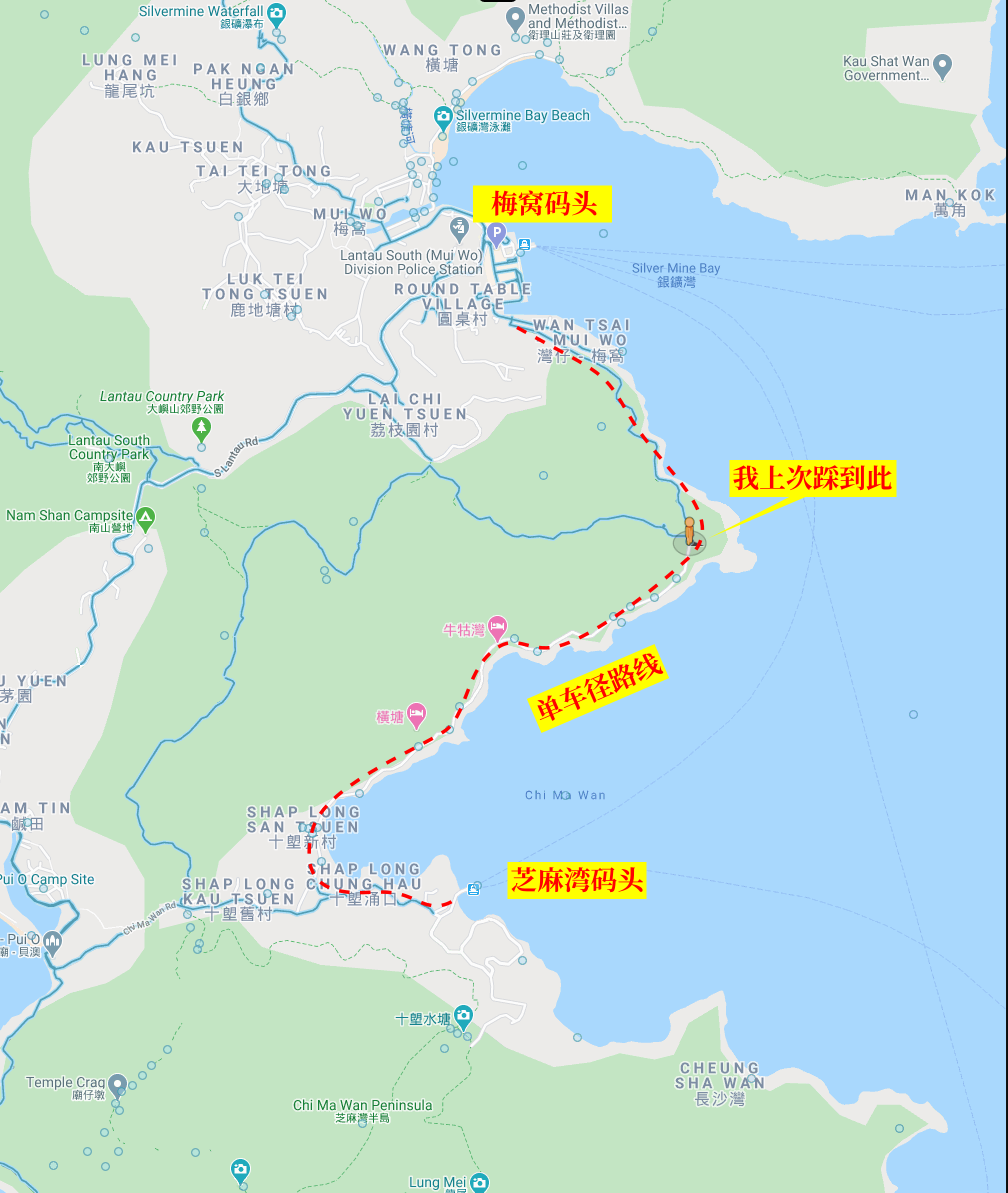 Silvermine Waterfall
銀礦瀑布
Methodist Villas
and Methodist...
衛理山莊及衛理園
WANG TONG
橫塘
LUNG MEI
HANG
龍尾坑
PAK NGAN
HEUNG
白銀鄉
Kau Shat Wan
Government...
Silvermine Bay Beach
銀鑛灣泳灘
KAU TSUEN
TAI TEI TONG
大地塘
MAN KOK
萬角
梅窝码头
MUI WO
梅窩
Lantau South (Mui Wo)
Division Police Station
P
Silver Mine Bay
銀鑛灣
LUK TEI
TONG TSUEN
鹿地塘村
ROUND TABLE
VILLAGE
圓桌村
WAN TSAI
MUI WO
灣仔 - 梅窩
Lantau Country Park
大嶼山郊野公園
LAI CHI
YUEN TSUEN
荔枝園村
Lantau South
Country Park
南大嶼
郊野公園
S Lantau Rd
我上次踩到此
Nam Shan Campsite
南山營地
牛牯灣
单车径路线
U YUEN
茅園
N
橫塘
Chi Ma Wan
AM TIN
鹹田
SHAP LONG
SAN TSUEN
十塱新村
Pui O Camp Site
SHAP LONG
CHUNG HAU
十塱涌口
芝麻湾码头
SHAP LONG
KAU TSUEN
十塱舊村
Chi Ma Wan Rd
- Pui O
廟 - 貝澳
十塱水塘
CHEUNG
SHA WAN
長沙灣
Temple Crag
廟仔墩
Chi Ma Wan Peninsula
芝麻灣半島
Lung Mei